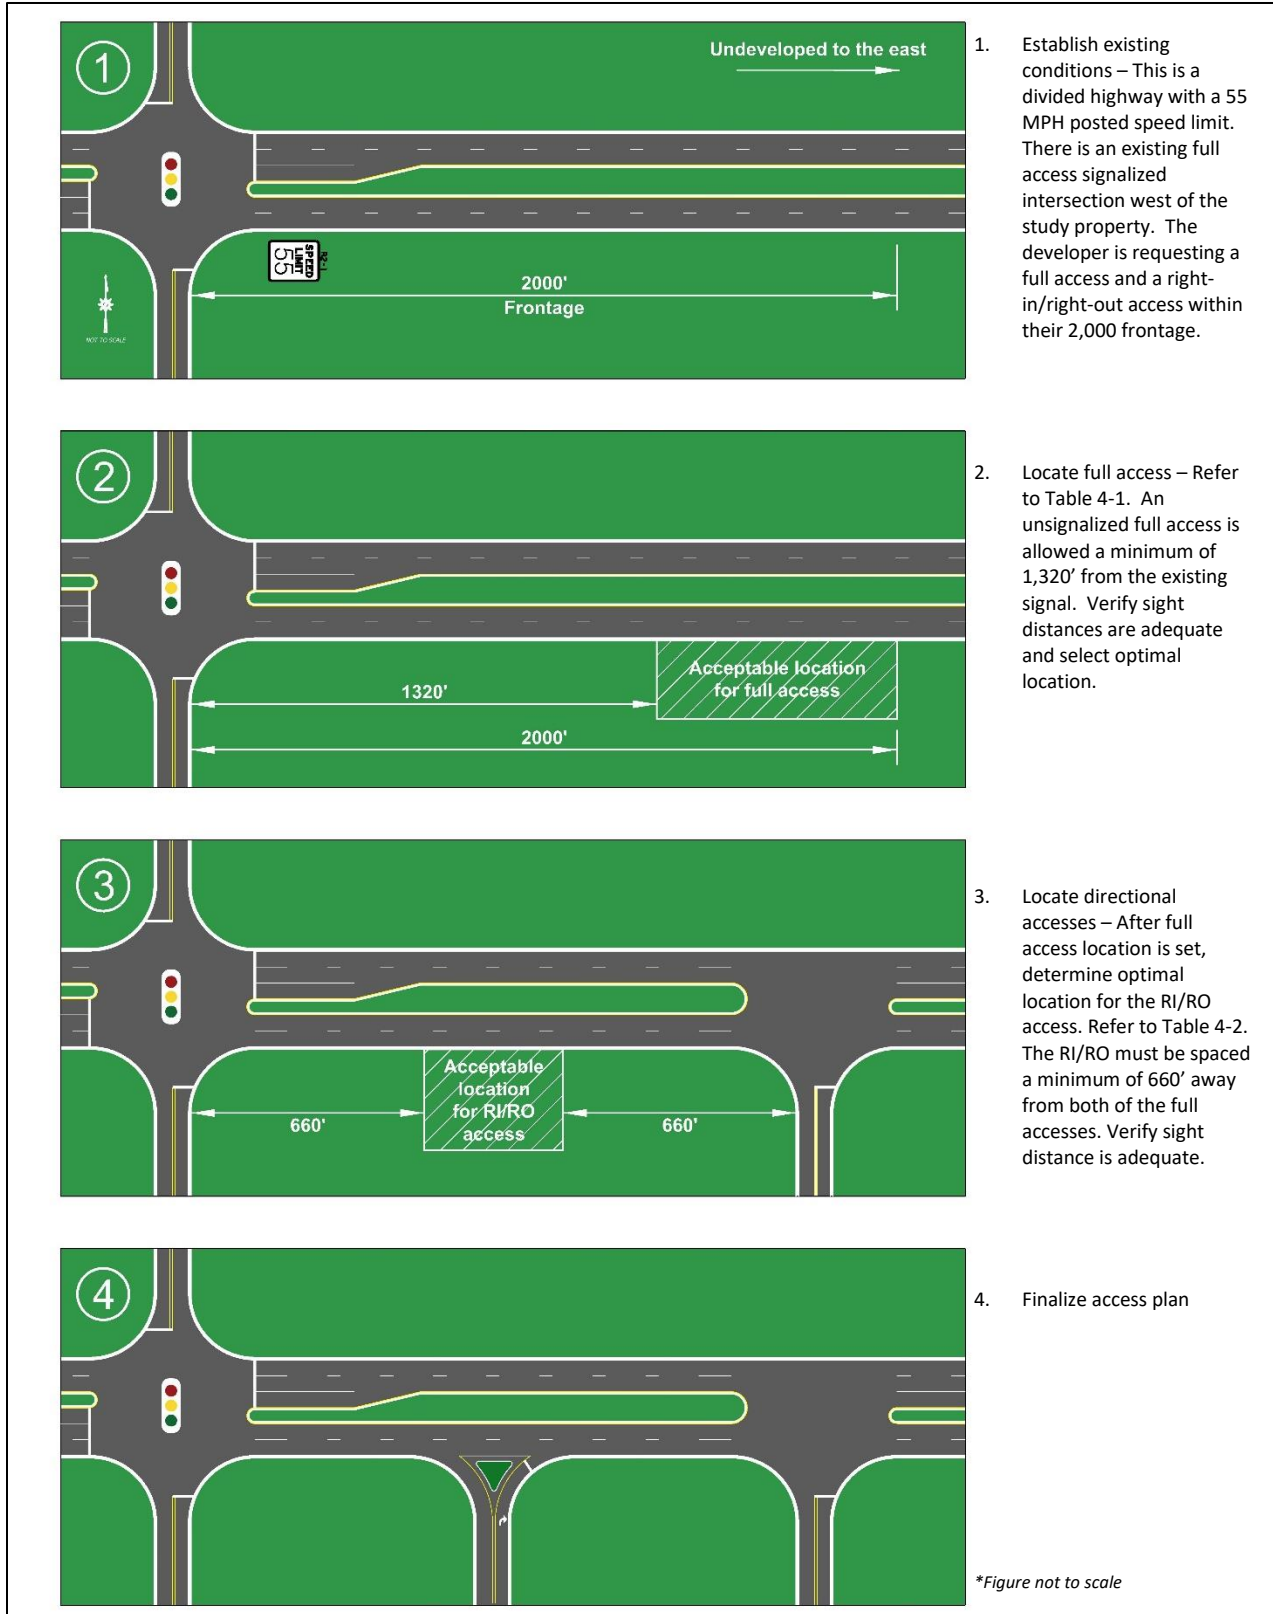 1
Undeveloped to the east
SPEED
LIMIT
55
R2-1
2000'
Frontage
NOT TO SCALE
1. Establish existing
conditions – This is a
divided highway with a 55
MPH posted speed limit.
There is an existing full
access signalized
intersection west of the
study property. The
developer is requesting a
full access and a right-
in/right-out access within
their 2,000 frontage.
2
Acceptable location
for full access
1320'
2000'
2. Locate full access – Refer
to Table 4-1. An
unsignalized full access is
allowed a minimum of
1,320’ from the existing
signal. Verify sight
distances are adequate
and select optimal
location.
3
Acceptable
location
for RI/RO
access
660'
660'
3. Locate directional
accesses – After full
access location is set,
determine optimal
location for the RI/RO
access. Refer to Table 4-2.
The RI/RO must be spaced
a minimum of 660’ away
from both of the full
accesses. Verify sight
distance is adequate.
4
4. Finalize access plan
*Figure not to scale